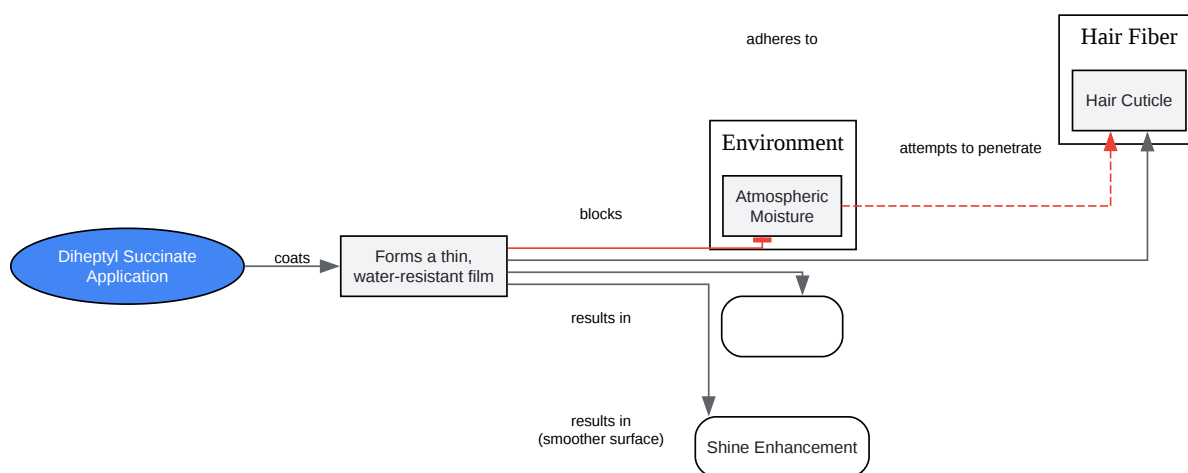 adheres to
Hair Fiber
Hair Cuticle
Environment
attempts to penetrate
Atmospheric
Moisture
blocks
Diheptyl Succinate
Application
coats
Forms a thin,
water-resistant film
results in
results in
(smoother surface)
Shine Enhancement